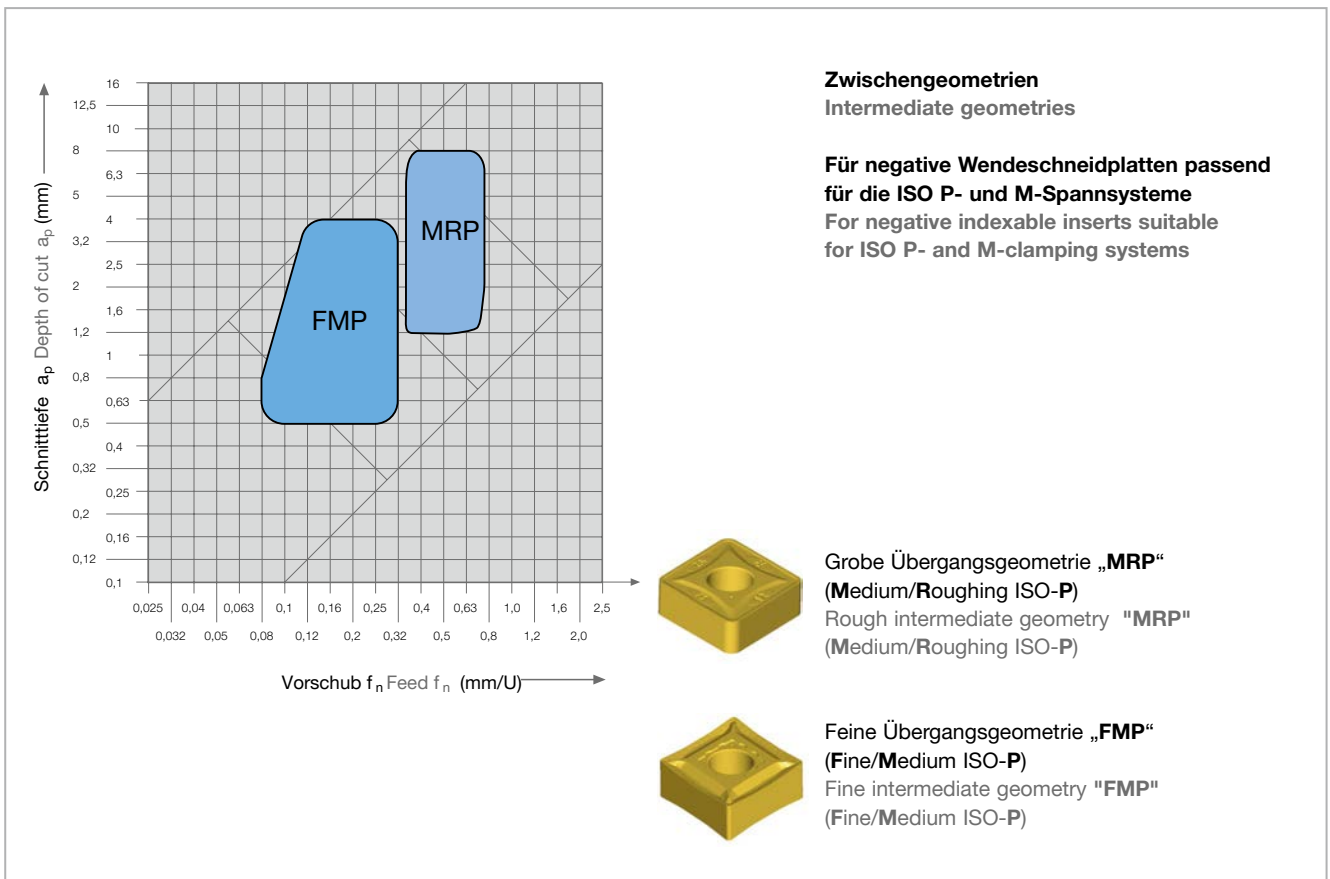 Schnitttiefe aₚ Depth of cut aₚ (mm)
16
12,5
10
8
6,3
5
4
3,2
2,5
2
1,6
1,2
1
0,8
0,63
0,5
0,4
0,32
0,25
0,2
0,16
0,12
0,1
MRP
FMP
0,025 0,04 0,063 0,1 0,16 0,25 0,4 0,63 1,0 1,6 2,5
0,032 0,05 0,08 0,12 0,2 0,32 0,5 0,8 1,2 2,0
Vorschub fₙ Feed fₙ (mm/U)
Zwischengeometrien
Intermediate geometries
Für negative Wendeschneidplatten passend
für die ISO P- und M-Spannsysteme
For negative indexable inserts suitable
for ISO P- and M-clamping systems
Grobe Übergangsgeometrie „MRP“
(Medium/Roughing ISO-P)
Rough intermediate geometry "MRP"
(Medium/Roughing ISO-P)
Feine Übergangsgeometrie „FMP“
(Fine/Medium ISO-P)
Fine intermediate geometry "FMP"
(Fine/Medium ISO-P)